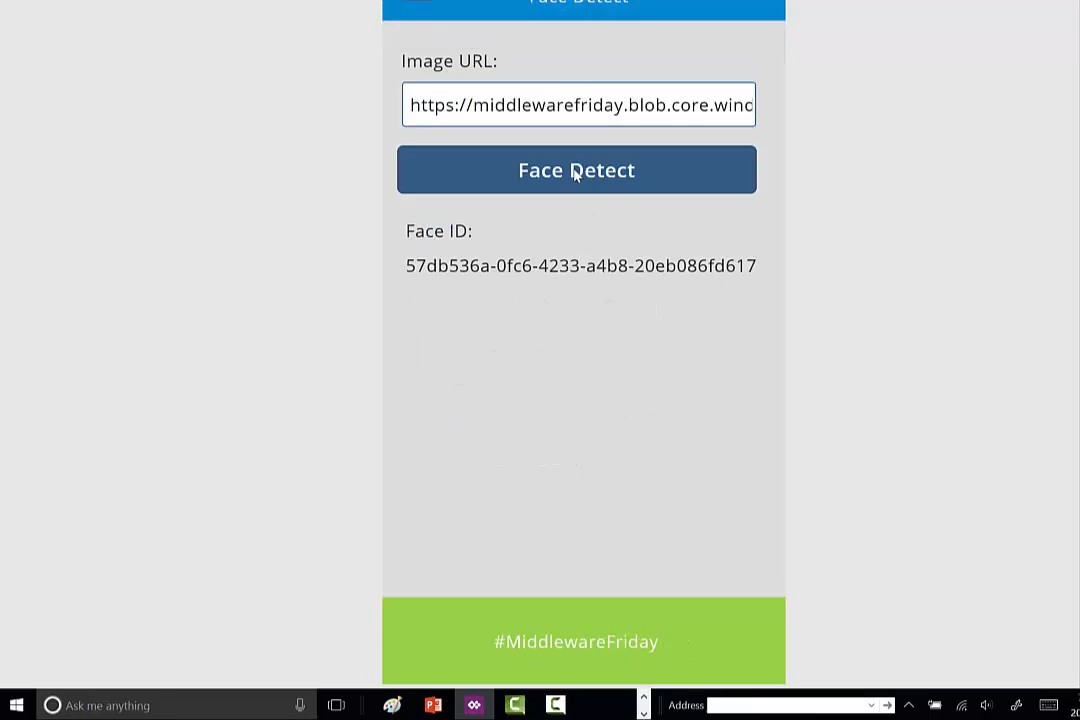 Face Detect
Image URL:
https://middlewarefriday.blob.core.wind
Face Detect
Face ID:
57db536a-0fc6-4233-a4b8-20eb086fd617
#MiddlewareFriday
Ask me anything
Address